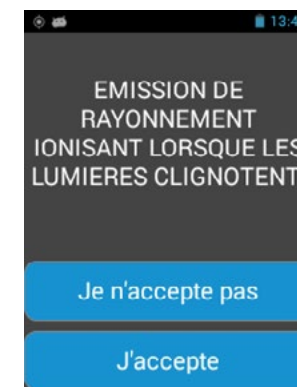 13:4
EMISSION DE
RAYONNEMENT
IONISANT LORSQUE LES
LUMIERES CLIGNOTENT
Je n'accepte pas
J'accepte